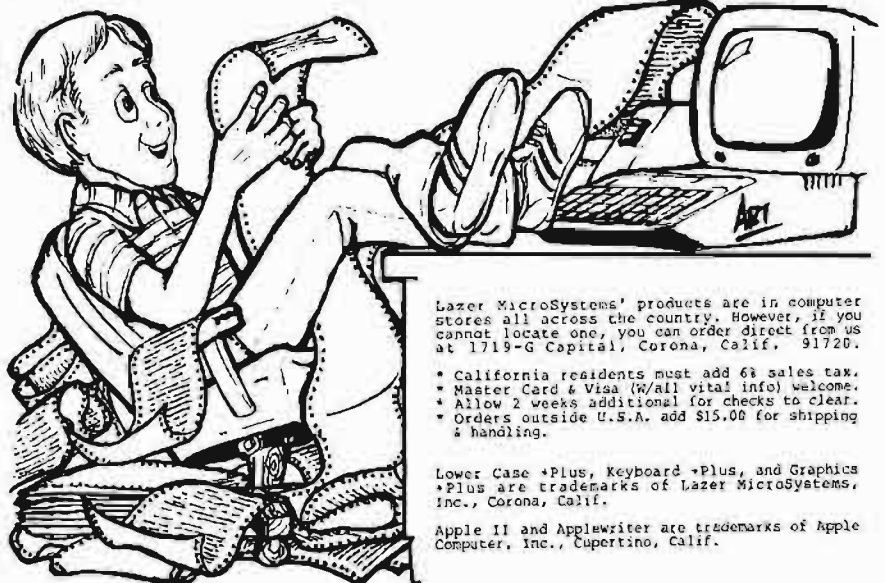 ART
Lazer MicroSystems' products are in computer
stores all across the country. However, if you
cannot locate one, you can order direct from us
at 1719-G Capital, Corona, Calif. 91720.
* California residents must add 6% sales tax.
* Master Card & Visa (W/all vital info) welcome.
* Allow 2 weeks additional for checks to clear.
* Orders outside U.S.A. add $15.00 for shipping
& handling.
Lower Case +Plus, Keyboard +Plus, and Graphics
+Plus are trademarks of Lazer MicroSystems,
Inc., Corona, Calif.
Apple II and Applewriter are trademarks of Apple
Computer, Inc., Cupertino, Calif.